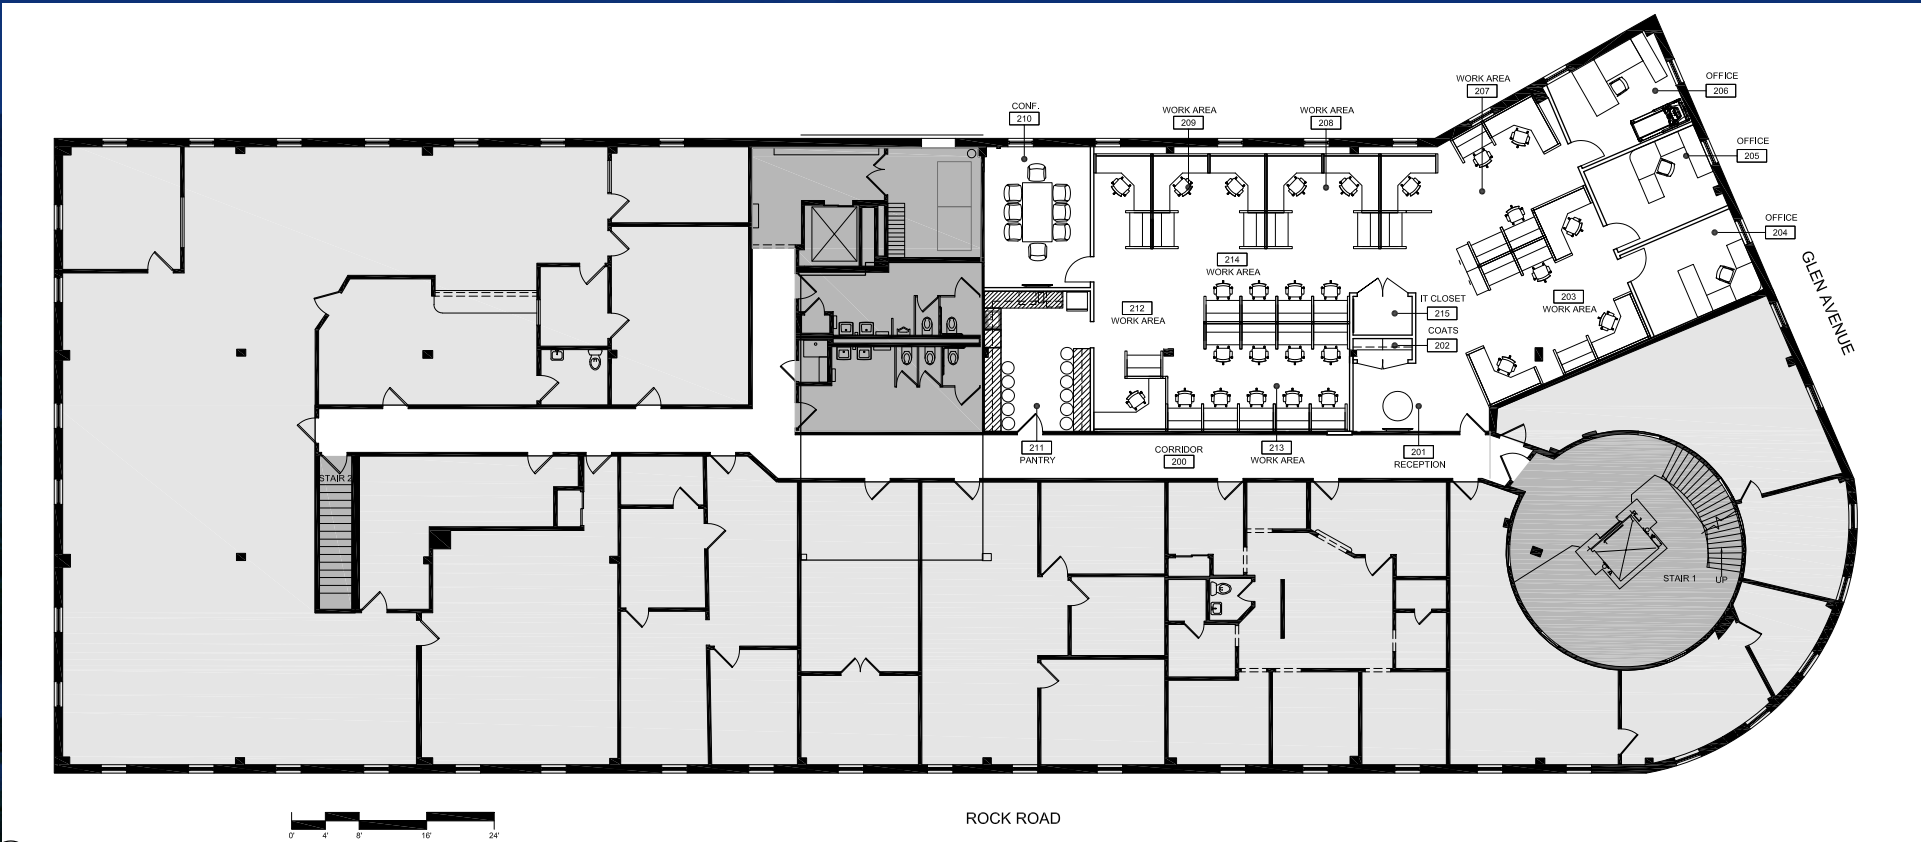 OFFICE
206
WORK AREA
207
CONF.
210
WORK AREA
209
WORK AREA
208
OFFICE
205
OFFICE
204
GLEN AVENUE
214
WORK AREA
203
WORK AREA
212
WORK AREA
IT CLOSET
215
COATS
202
211
PANTRY
CORRIDOR
200
213
WORK AREA
201
RECEPTION
STAIR 2
STAIR 1
UP
ROCK ROAD
0' 4' 8' 16' 24'